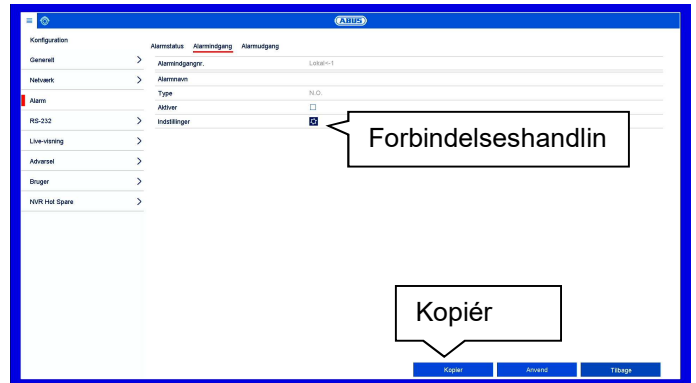 ABUS
Konfiguration
Generelt
Netværk
Alarm
RS-232
Live-visning
Advarsel
Bruger
NVR Hot Spare
Alarmstatus Alarmindgang Alarmudgang
Alarmindgangnr. Lokal<-1
Alarmnavn
Type N.O.
Aktiver
Indstillinger
Forbindelseshandlin
Kopiér
Kopier Anvend Tilbage